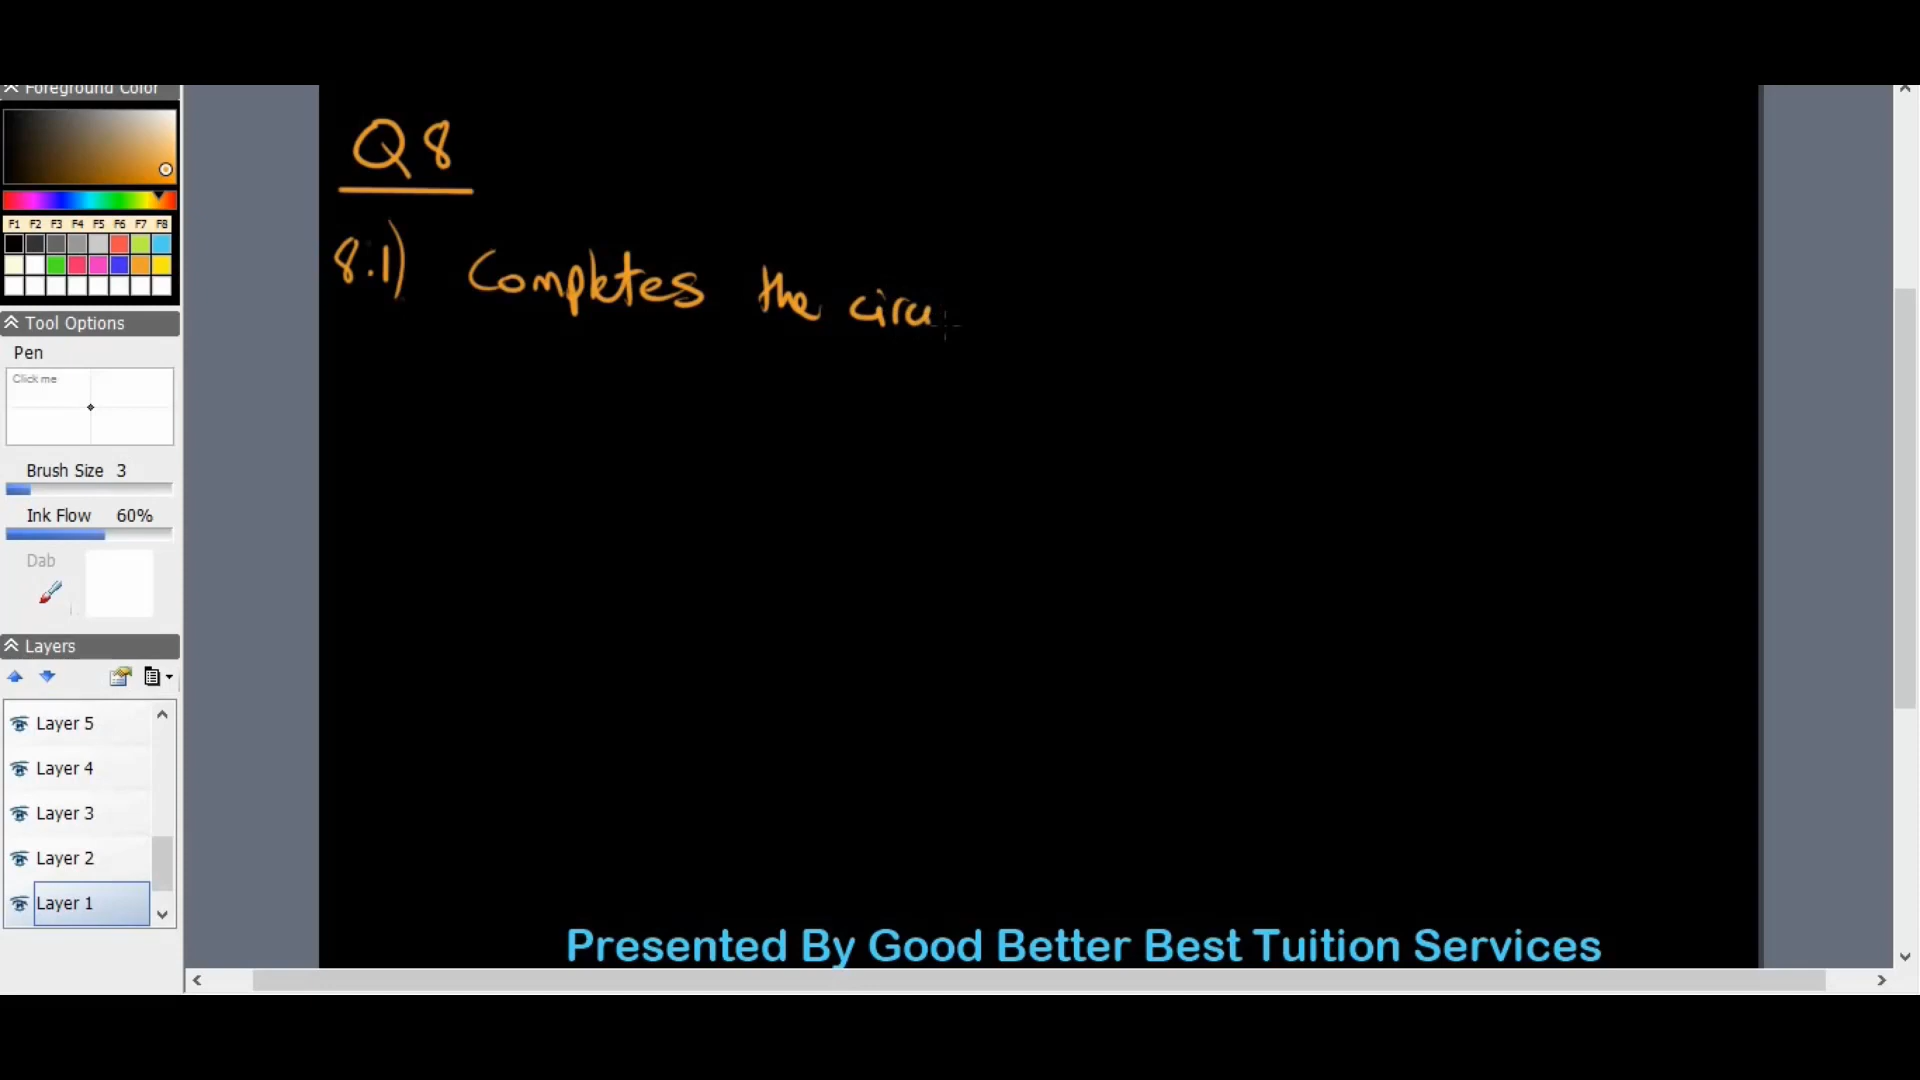 Foreground Color
F1 F2 F3 F4 F5 F6 F7 F8
Tool Options
Pen
Click me
Brush Size 3
Ink Flow 60%
Dab
Layers
Layer 5
Layer 4
Layer 3
Layer 2
Layer 1
Q8
8.1) Completes the circu
Presented By Good Better Best Tuition Services